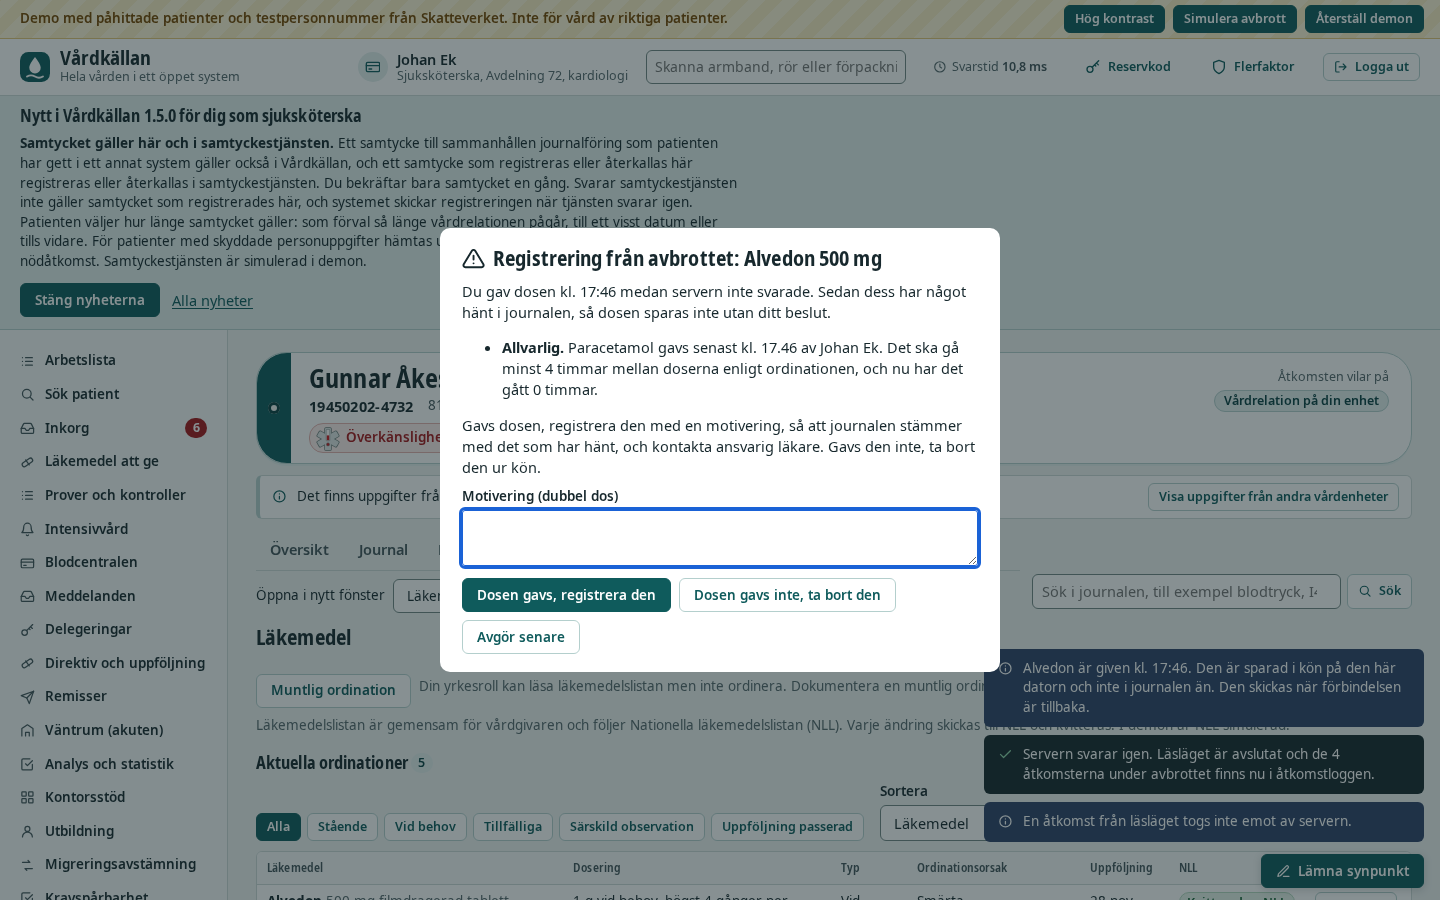 Demo med påhittade patienter och testpersonnummer från Skatteverket. Inte för vård av riktiga patienter.
Hög kontrast
Simulera avbrott
Återställ demon
Vårdkällan
Hela vården i ett öppet system
Johan Ek
Sjuksköterska, Avdelning 72, kardiologi
Skanna armband, rör eller förpackni
Svarstid 10,8 ms
Reservkod
Flerfaktor
Logga ut
Nytt i Vårdkällan 1.5.0 för dig som sjuksköterska
Samtycket gäller här och i samtyckestjänsten. Ett samtycke till sammanhållen journalföring som patienten
har gett i ett annat system gäller också i Vårdkällan, och ett samtycke som registreras eller återkallas här
registreras eller återkallas i samtyckestjänsten. Du bekräftar bara samtycket en gång. Svarar samtyckestjänsten
inte gäller samtycket som registrerades här, och systemet skickar registreringen när tjänsten svarar igen.
Patienten väljer hur länge samtycket gäller: som förval så länge vårdrelationen pågår, till ett visst datum eller
tills vidare. För patienter med skyddade personuppgifter hämtas
nödåtkomst. Samtyckestjänsten är simulerad i demon.
Stäng nyheterna
Alla nyheter
Arbetslista
Sök patient
Inkorg
6
Läkemedel att ge
Prover och kontroller
Intensivvård
Blodcentralen
Meddelanden
Delegeringar
Direktiv och uppföljning
Remisser
Väntrum (akuten)
Analys och statistik
Kontorsstöd
Utbildning
Migreringsavstämning
Kravspårbarhet
Gunnar
19450202-4732
Åtkomsten vilar på
Vårdrelation på din enhet
Det finns uppgifter
Visa uppgifter från andra vårdenheter
Översikt
Journal
Öppna i nytt fönster
Sök i journalen, till exempel blodtryck,
Sök
Läkemedel
Muntlig ordination
Din yrkesroll kan läsa läkemedelslistan men inte ordinera. Dokumentera en muntlig
Läkemedelslistan är gemensam för vårdgivaren och följer Nationella läkemedelslistan (NLL). Varje ändring skickas
Aktuella ordinationer 5
Sortera
Alla
Stående
Vid behov
Tillfälliga
Särskild observation
Uppföljning passerad
Läkemedel
Läkemedel
Dosering
Typ
Ordinationsorsak
Uppföljning
NLL
Registrering från avbrottet: Alvedon 500 mg
Du gav dosen kl. 17:46 medan servern inte svarade. Sedan dess har något
hänt i journalen, så dosen sparas inte utan ditt beslut.
• Allvarlig. Paracetamol gavs senast kl. 17.46 av Johan Ek. Det ska gå
minst 4 timmar mellan doserna enligt ordinationen, och nu har det
gått 0 timmar.
Gavs dosen, registrera den med en motivering, så att journalen stämmer
med det som har hänt, och kontakta ansvarig läkare. Gavs den inte, ta bort
den ur kön.
Motivering (dubbel dos)
Dosen gavs, registrera den
Dosen gavs inte, ta bort den
Avgör senare
Alvedon är given kl. 17:46. Den är sparad i kön på den här
datorn och inte i journalen än. Den skickas när förbindelsen
är tillbaka.
Servern svarar igen. Läsläget är avslutat och de 4
åtkomsterna under avbrottet finns nu i åtkomstloggen.
En åtkomst från läsläget togs inte emot av servern.
Lämna synpunkt